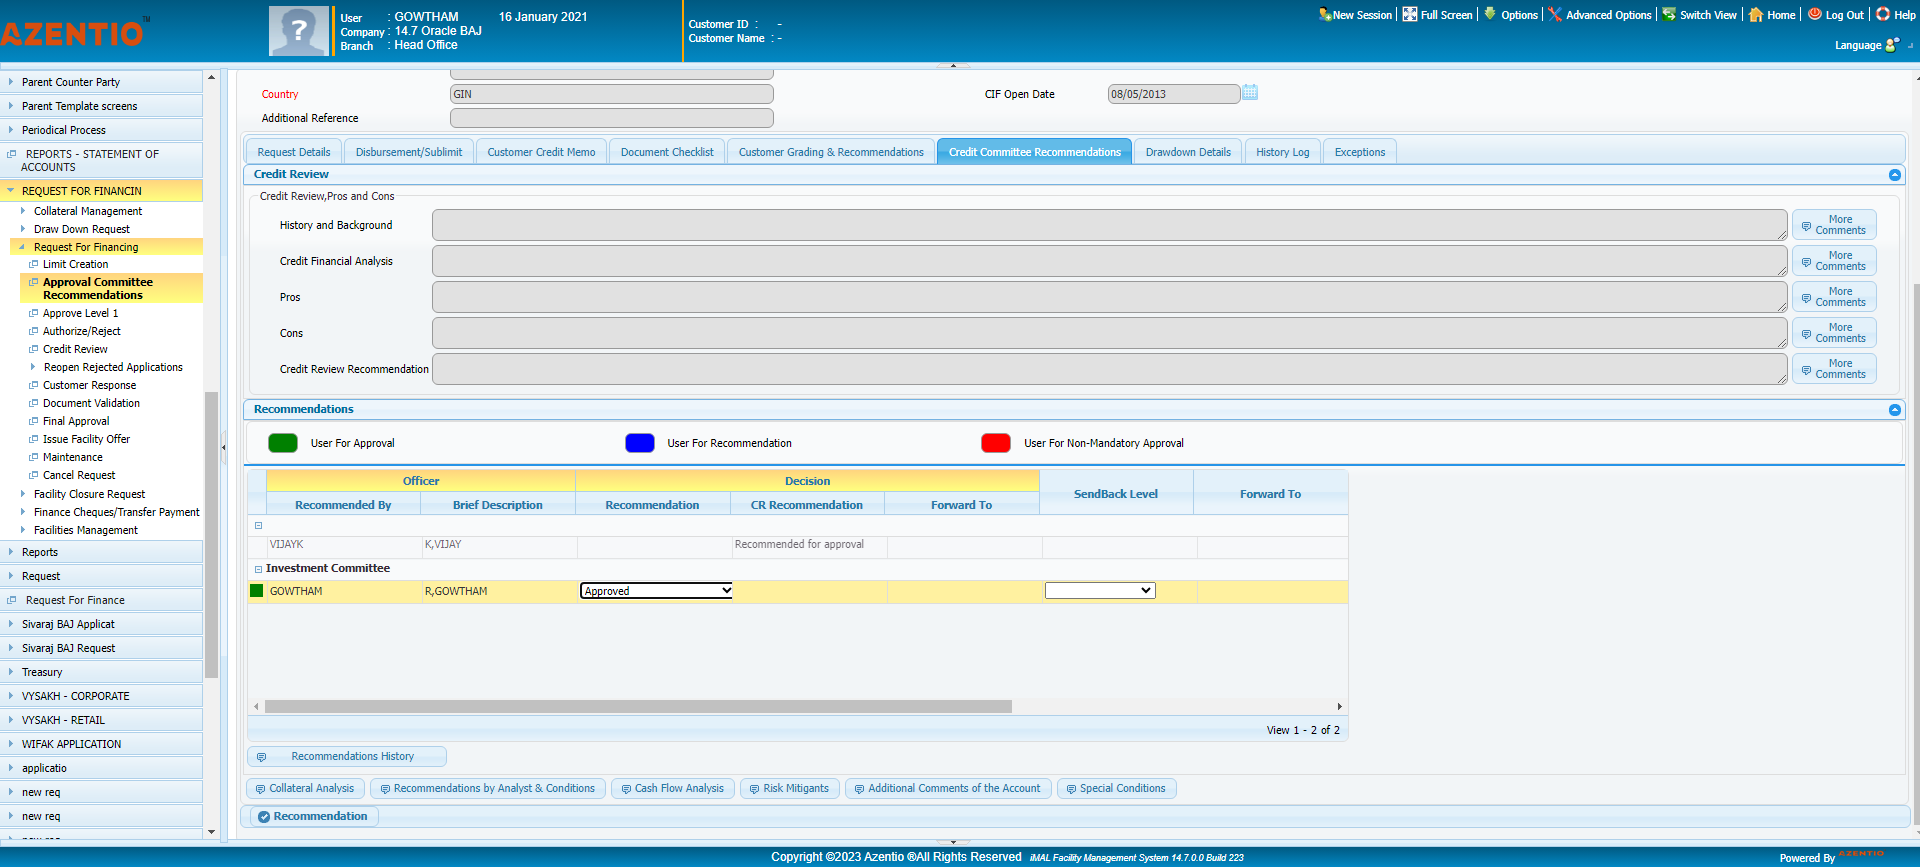 AZENTIO™
User : GOWTHAM 16 January 2021
Company : 14.7 Oracle BAJ
Branch : Head Office
Customer ID : -
Customer Name : -
New Session Full Screen Options Advanced Options Switch View Home Log Out Help
Language
Parent Counter Party
Parent Template screens
Periodical Process
REPORTS - STATEMENT OF
ACCOUNTS
REQUEST FOR FINANCIN
Collateral Management
Draw Down Request
Request For Financing
Limit Creation
Approval Committee
Recommendations
Approve Level 1
Authorize/Reject
Credit Review
Reopen Rejected Applications
Customer Response
Document Validation
Final Approval
Issue Facility Offer
Maintenance
Cancel Request
Facility Closure Request
Finance Cheques/Transfer Payment
Facilities Management
Reports
Request
Request For Finance
Sivaraj BAJ Applicat
Sivaraj BAJ Request
Treasury
VYSAKH - CORPORATE
VYSAKH - RETAIL
WIFAK APPLICATION
applicatio
new req
new req
Country GIN CIF Open Date 08/05/2013
Additional Reference
Request Details Disbursement/Sublimit Customer Credit Memo Document Checklist Customer Grading & Recommendations Credit Committee Recommendations Drawdown Details History Log Exceptions
Credit Review
Credit Review,Pros and Cons
History and Background More
Comments
Credit Financial Analysis More
Comments
Pros More
Comments
Cons More
Comments
Credit Review Recommendation More
Comments
Recommendations
User For Approval User For Recommendation User For Non-Mandatory Approval
Officer Decision SendBack Level Forward To
Recommended By Brief Description Recommendation CR Recommendation Forward To
VIJAYK K,VIJAY Recommended for approval
Investment Committee
GOWTHAM R,GOWTHAM Approved
View 1 - 2 of 2
Recommendations History
Collateral Analysis Recommendations by Analyst & Conditions Cash Flow Analysis Risk Mitigants Additional Comments of the Account Special Conditions
Recommendation
Copyright ©2023 Azentio ®All Rights Reserved iMAL Facility Management System 14.7.0.0 Build 223
Powered By AZENTIO